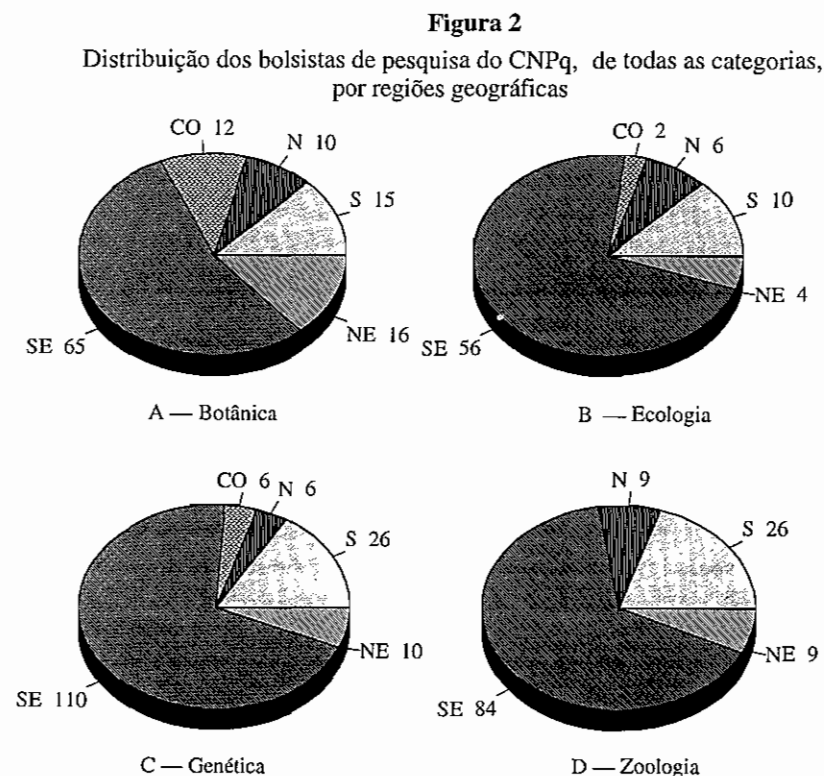 Figura 2
Distribuição dos bolsistas de pesquisa do CNPq, de todas as categorias,
por regiões geográficas
CO 12
N 10
S 15
NE 16
SE 65
A — Botânica
CO 2
N 6
S 10
NE 4
SE 56
B — Ecologia
CO 6
N 6
S 26
NE 10
SE 110
C — Genética
N 9
S 26
NE 9
SE 84
D — Zoologia